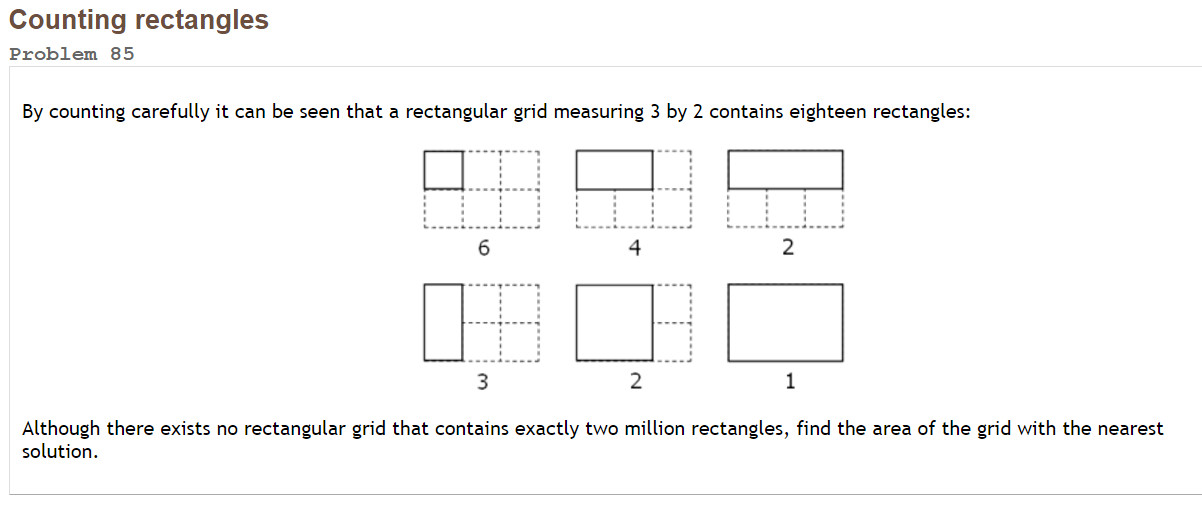 Counting rectangles
Problem 85
By counting carefully it can be seen that a rectangular grid measuring 3 by 2 contains eighteen rectangles:
6 4 2
3 2 1
Although there exists no rectangular grid that contains exactly two million rectangles, find the area of the grid with the nearest
solution.